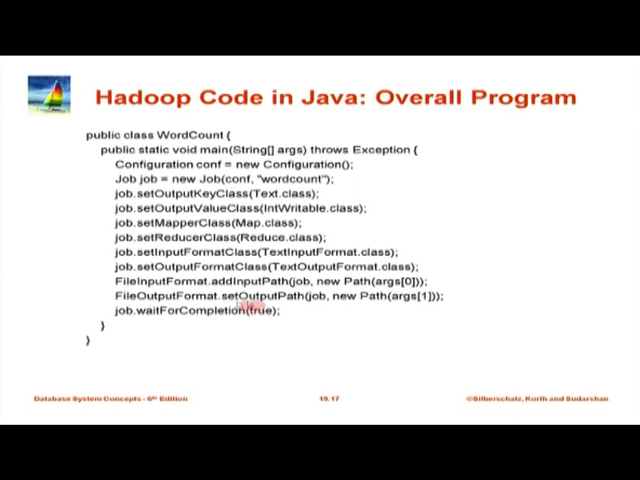 Hadoop Code in Java: Overall Program
public class WordCount {
public static void main(String[] args) throws Exception {
Configuration conf = new Configuration();
Job job = new Job(conf, "wordcount");
job.setOutputKeyClass(Text.class);
job.setOutputValueClass(IntWritable.class);
job.setMapperClass(Map.class);
job.setReducerClass(Reduce.class);
job.setInputFormatClass(TextInputFormat.class);
job.setOutputFormatClass(TextOutputFormat.class);
FileInputFormat.addInputPath(job, new Path(args[0]));
FileOutputFormat.setOutputPath(job, new Path(args[1]));
job.waitForCompletion(true);
}
}
Database System Concepts - 6th Edition 19.17 ©Silberschatz, Korth and Sudarshan